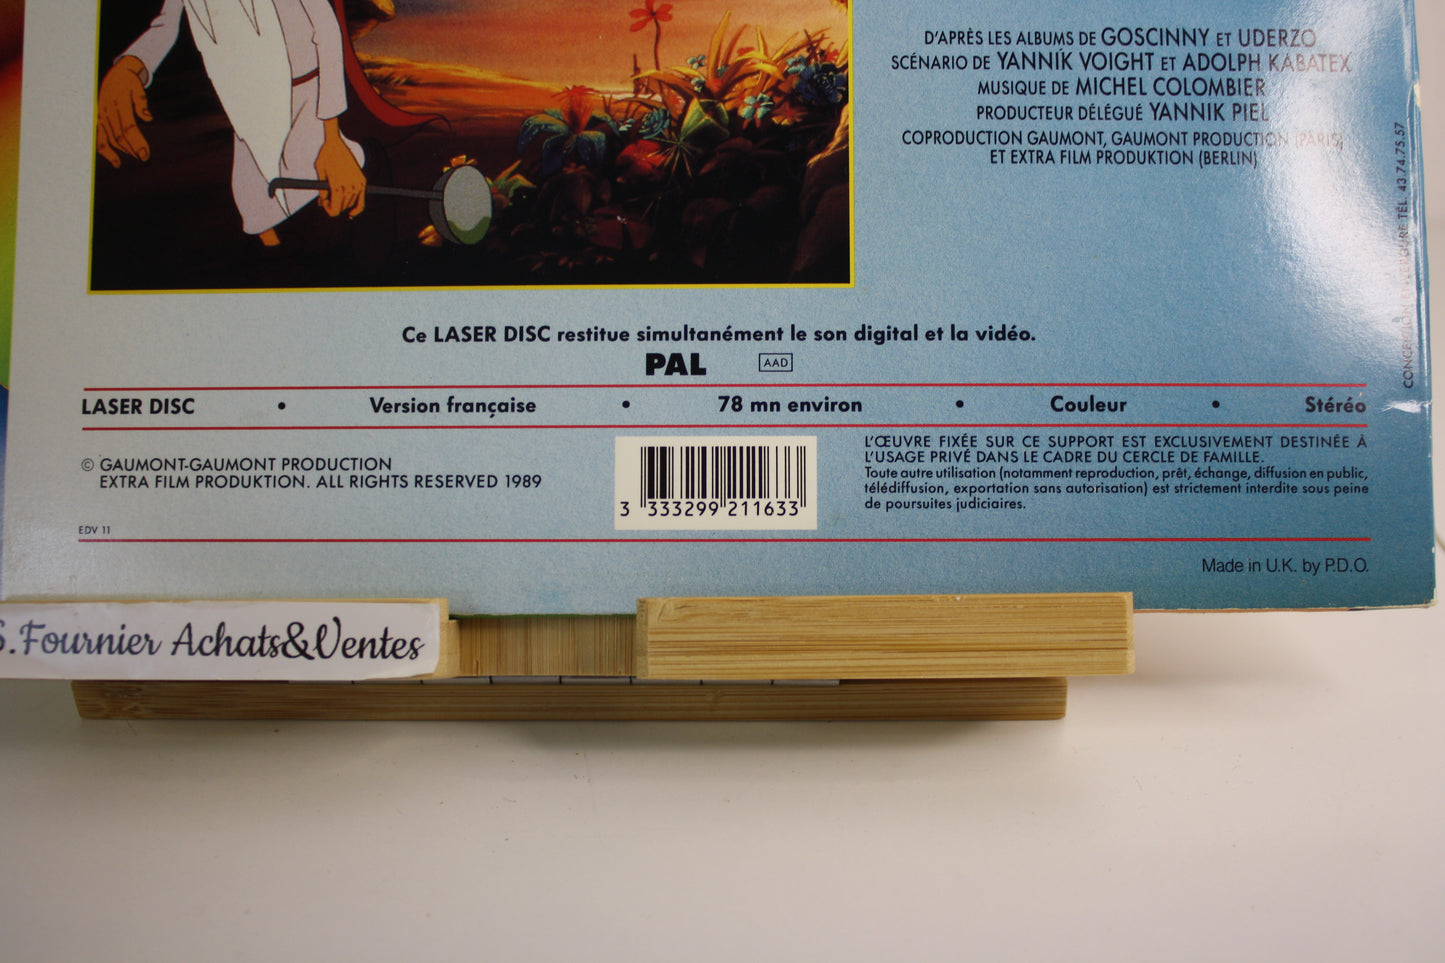 D'APRÈS LES ALBUMS DE GOSCINNY ET UDERZO
SCÉNARIO DE YANNIK VOIGHT ET ADOLPH KABATEX
MUSIQUE DE MICHEL COLOMBIER
PRODUCTEUR DÉLÉGUÉ YANNIK PIEL
COPRODUCTION GAUMONT, GAUMONT PRODUCTION (PARIS)
ET EXTRA FILM PRODUKTION (BERLIN)
TÉL. 43.74.75.57
Ce LASER DISC restitue simultanément le son digital et la vidéo.
PAL AAD
LASER DISC • Version française • 78 mn environ • Couleur • Stéréo
© GAUMONT-GAUMONT PRODUCTION
EXTRA FILM PRODUKTION. ALL RIGHTS RESERVED 1989
EDV 11
3 333299 211633
L'ŒUVRE FIXÉE SUR CE SUPPORT EST EXCLUSIVEMENT DESTINÉE À
L'USAGE PRIVÉ DANS LE CADRE DU CERCLE DE FAMILLE.
Toute autre utilisation (notamment reproduction, prêt, échange, diffusion en public,
télédiffusion, exportation sans autorisation) est strictement interdite sous peine
de poursuites judiciaires.
Made in U.K. by P.D.O.
S.Fournier Achats&Ventes